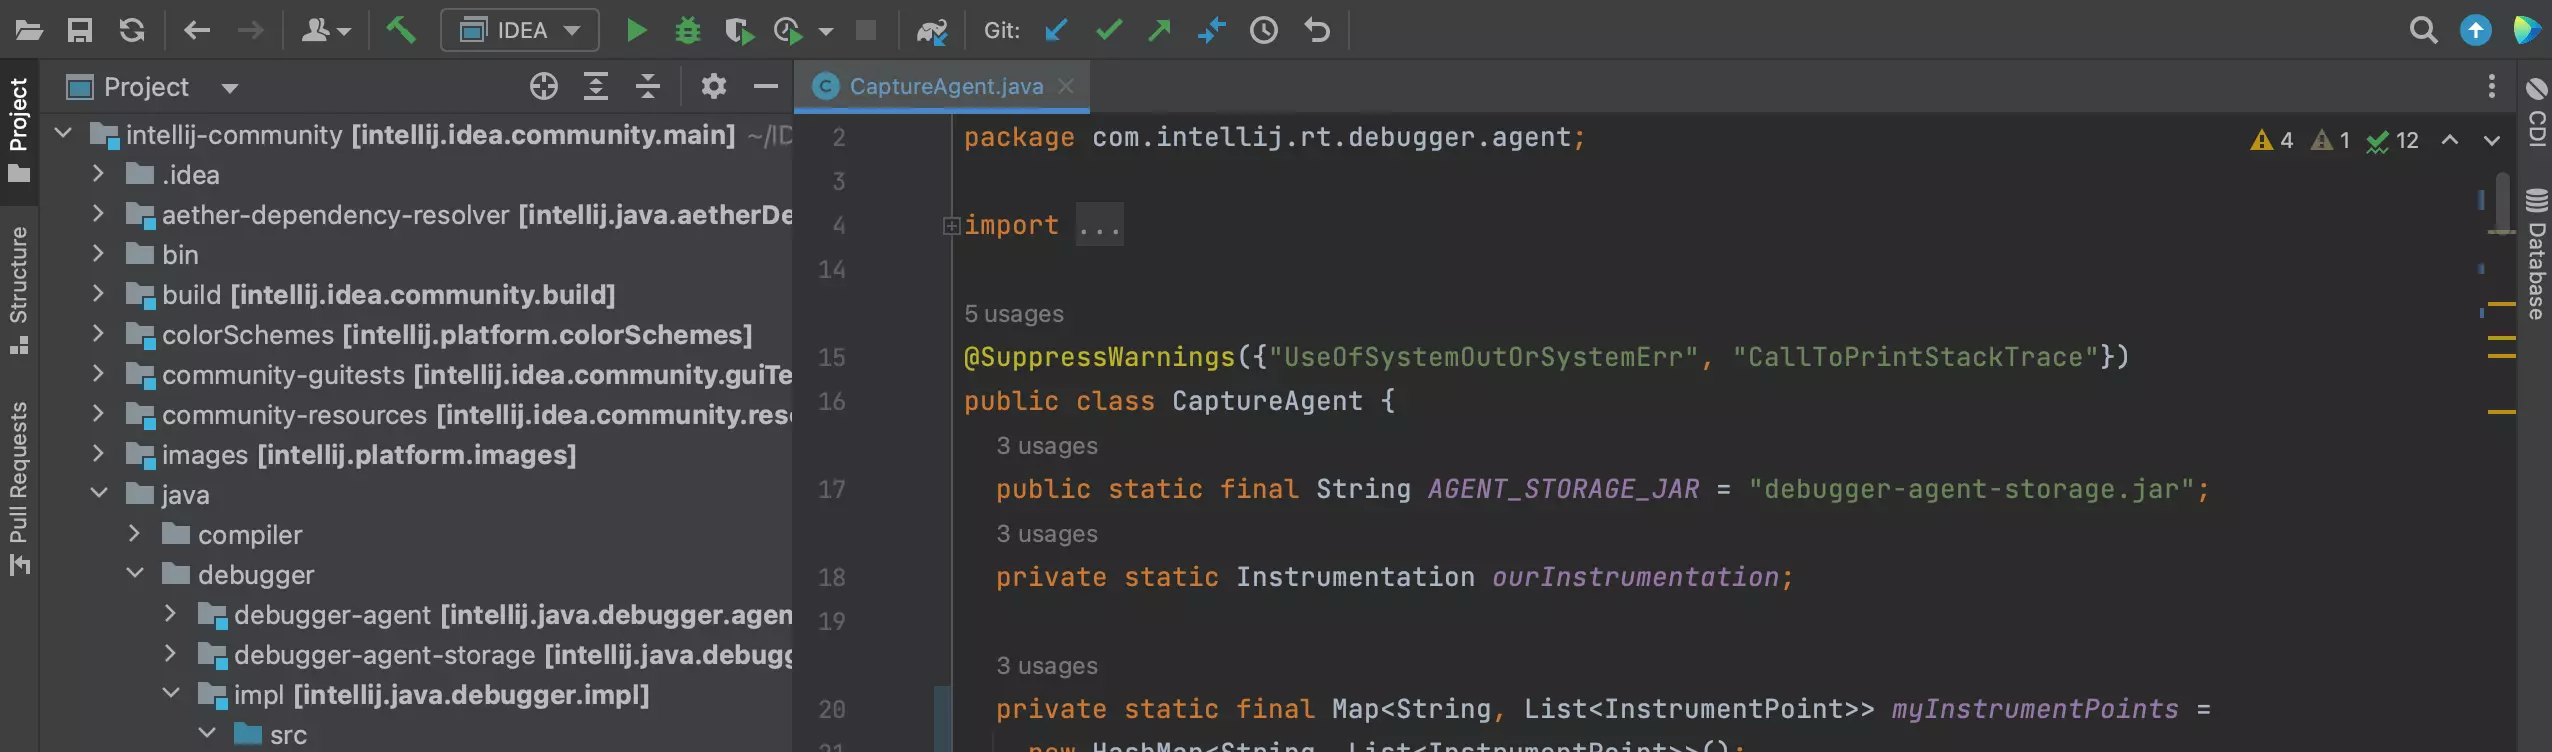 IDEA Git:
Project
CaptureAgent.java
Project
Structure
Pull Requests
intellij-community [intellij.idea.community.main] ~/ID
.idea
aether-dependency-resolver [intellij.java.aetherDe
bin
build [intellij.idea.community.build]
colorSchemes [intellij.platform.colorSchemes]
community-guitests [intellij.idea.community.guiTe
community-resources [intellij.idea.community.res
images [intellij.platform.images]
java
compiler
debugger
debugger-agent [intellij.java.debugger.agen
debugger-agent-storage [intellij.java.debugg
impl [intellij.java.debugger.impl]
src
2 package com.intellij.rt.debugger.agent;
4 1 12
3
4 import ...
14
5 usages
15 @SuppressWarnings({"UseOfSystemOutOrSystemErr", "CallToPrintStackTrace"})
16 public class CaptureAgent {
3 usages
17 public static final String AGENT_STORAGE_JAR = "debugger-agent-storage.jar";
3 usages
18 private static Instrumentation ourInstrumentation;
19
3 usages
20 private static final Map<String, List<InstrumentPoint>> myInstrumentPoints =
21 new HashMap<String, List<InstrumentPoint>>();
CDI
Database